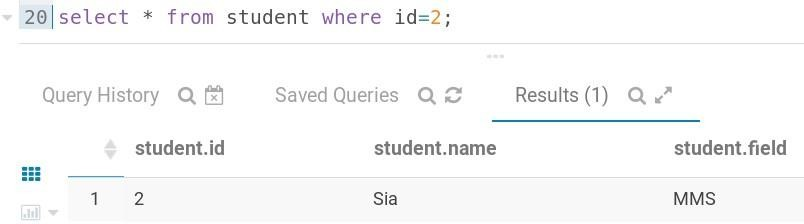 20 select * from student where id=2;
Query History Saved Queries Results (1)
student.id student.name student.field
1 2 Sia MMS